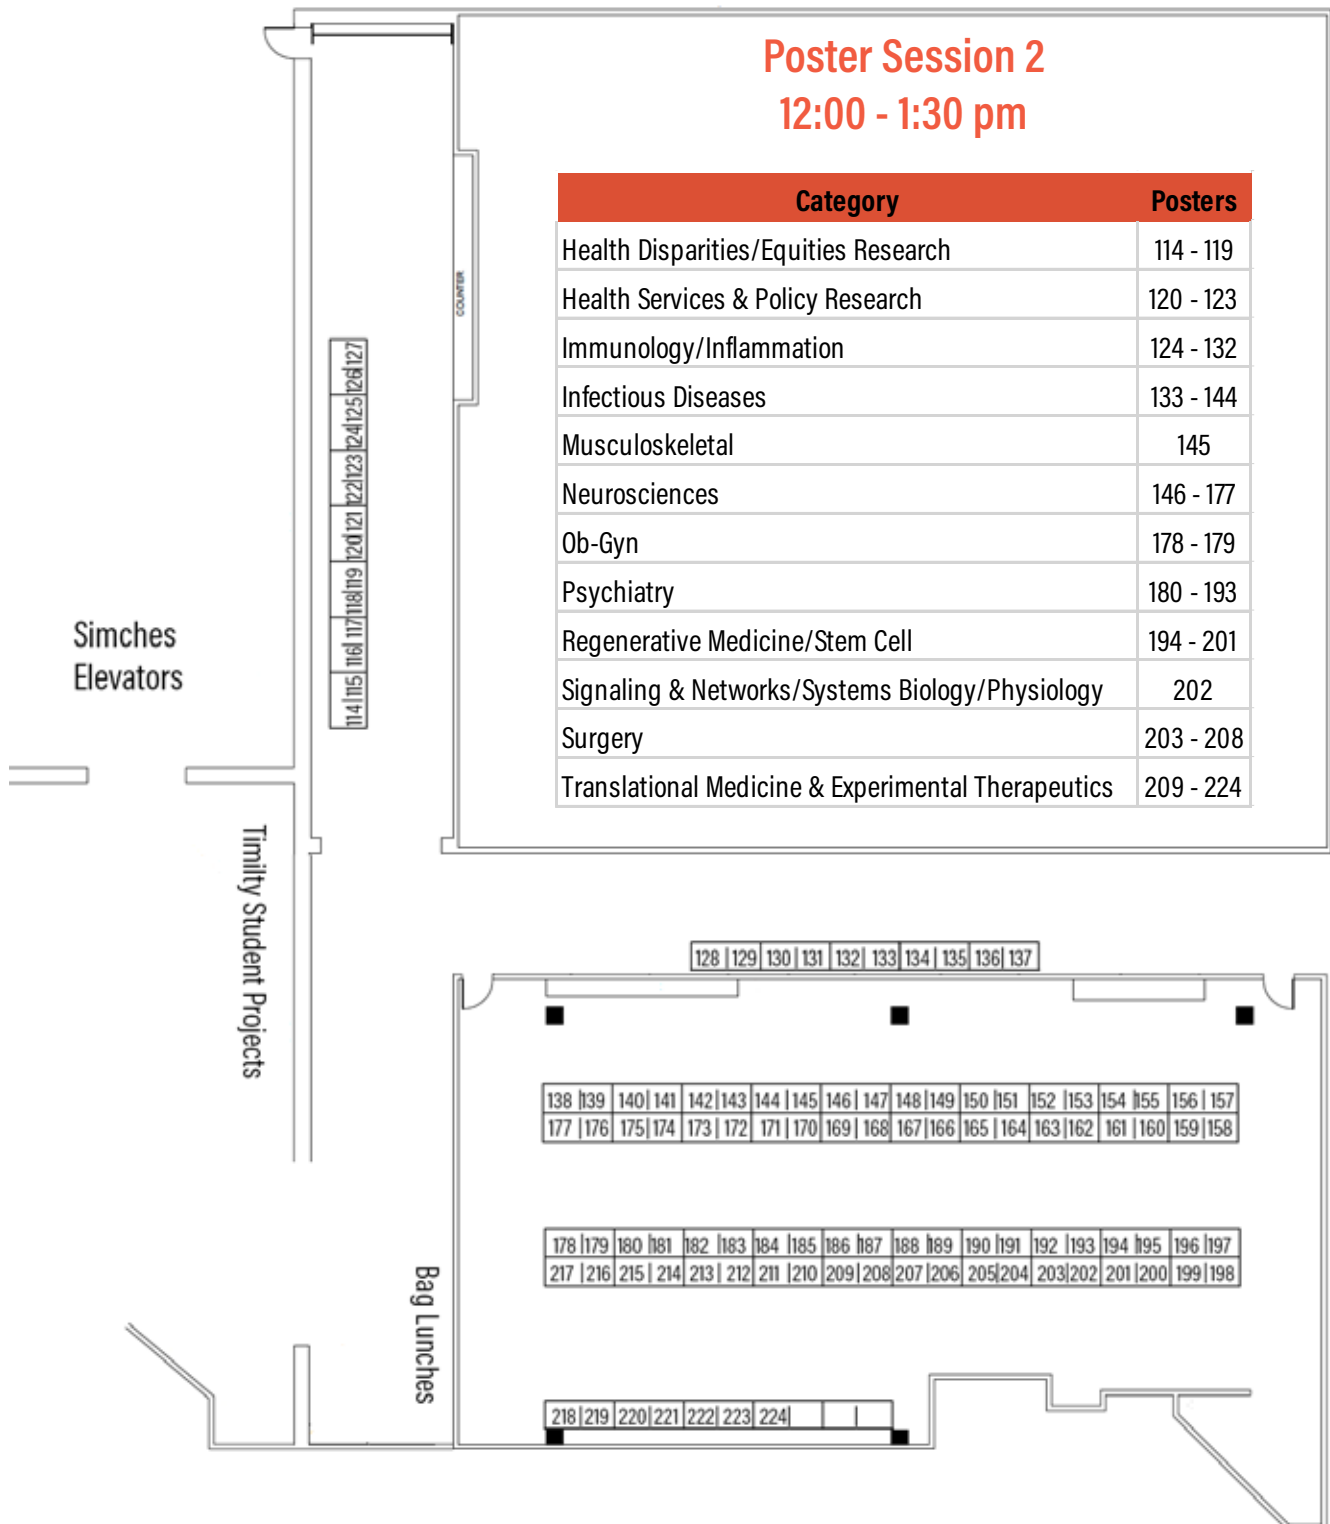 Poster Session 2
12:00 - 1:30 pm
Category Posters
Health Disparities/Equities Research 114 - 119
Health Services & Policy Research 120 - 123
Immunology/Inflammation 124 - 132
Infectious Diseases 133 - 144
Musculoskeletal 145
Neurosciences 146 - 177
Ob-Gyn 178 - 179
Psychiatry 180 - 193
Regenerative Medicine/Stem Cell 194 - 201
Signaling & Networks/Systems Biology/Physiology 202
Surgery 203 - 208
Translational Medicine & Experimental Therapeutics 209 - 224
COUNTER
114 115 116 117 118 119 120 121 122 123 124 125 126 127
Simches
Elevators
Timilty Student Projects
128 129 130 131 132 133 134 135 136 137
138 139 140 141 142 143 144 145 146 147 148 149 150 151 152 153 154 155 156 157
177 176 175 174 173 172 171 170 169 168 167 166 165 164 163 162 161 160 159 158
178 179 180 181 182 183 184 185 186 187 188 189 190 191 192 193 194 195 196 197
217 216 215 214 213 212 211 210 209 208 207 206 205 204 203 202 201 200 199 198
Bag Lunches
218 219 220 221 222 223 224